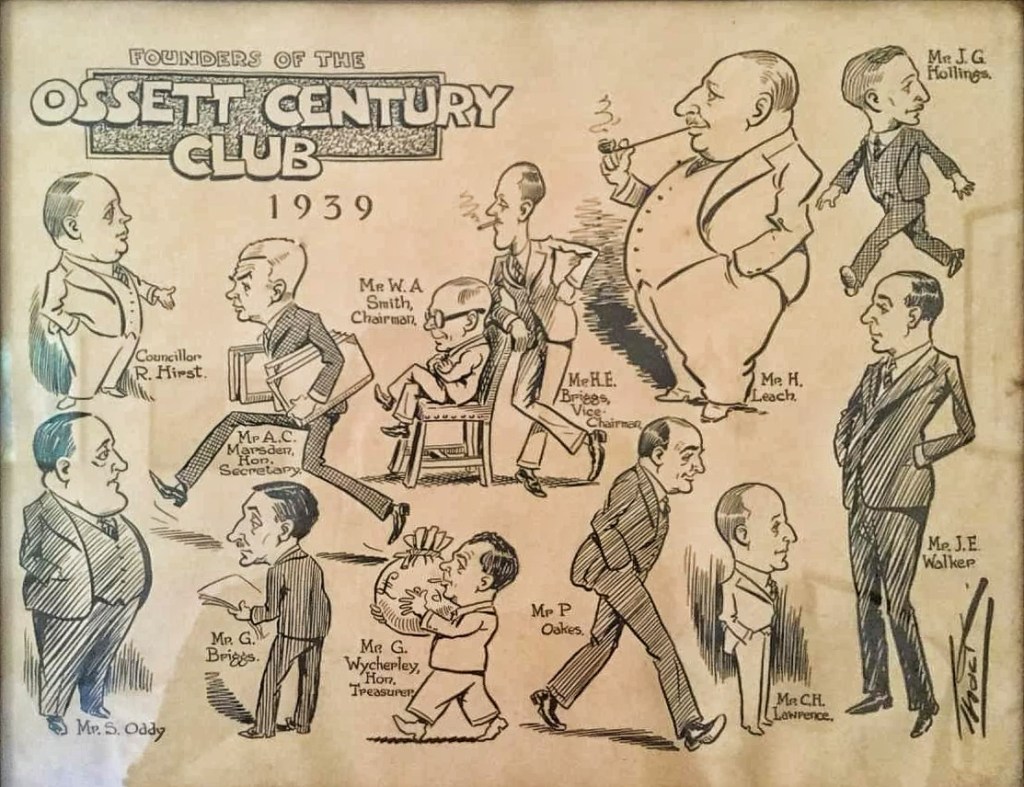 FOUNDERS OF THE
OSSETT CENTURY
CLUB
1939
Mr. J. G.
Hollings.
Councillor
R. Hirst.
Mr. W. A
Smith,
Chairman.
Mr. H. E.
Briggs,
Vice-
Chairman
Mr. H.
Leach.
Mr A. C.
Marsden,
Hon.
Secretary.
Mr. S. Oddy
Mr. G.
Briggs.
Mr. G.
Wycherley,
Hon.
Treasurer
£
Mr P
Oakes.
Mr. C. H.
Lawrence.
Mr. J. E.
Walker